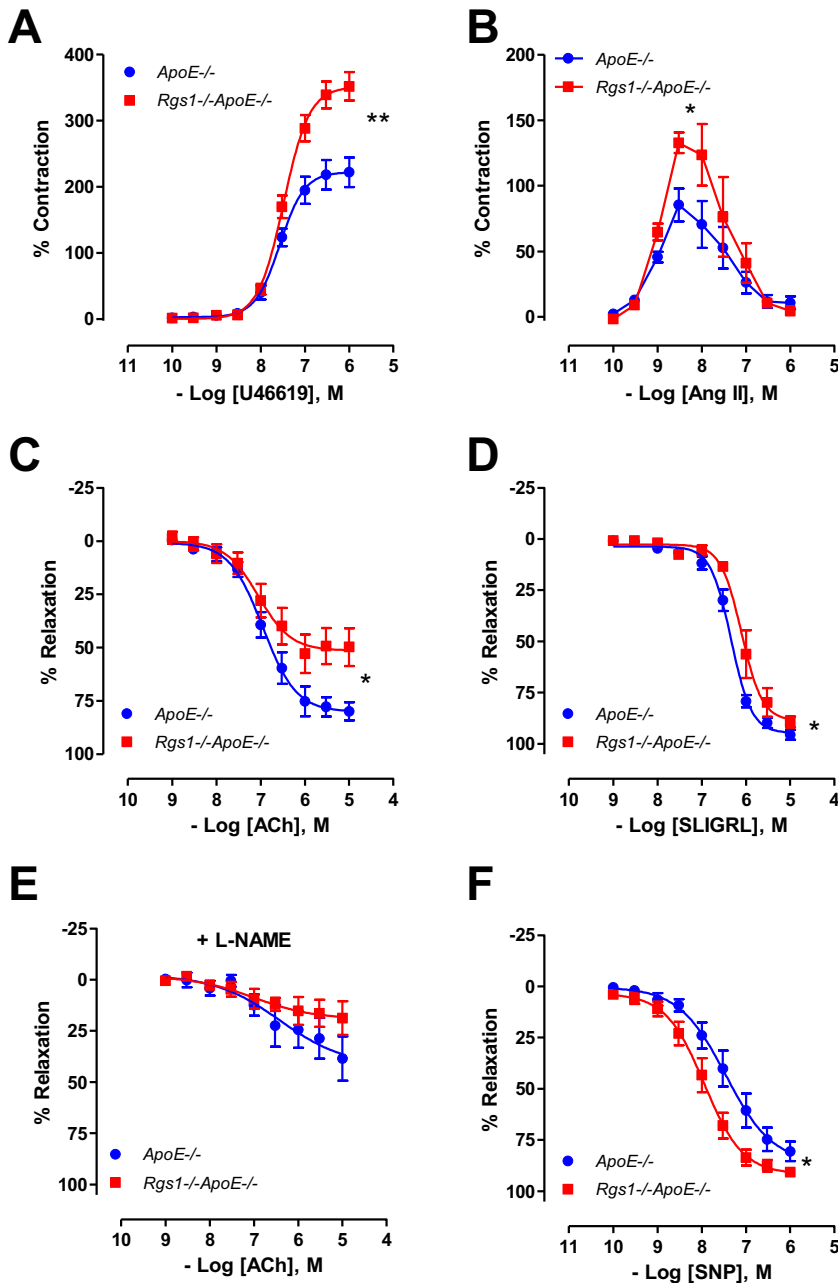 A
ApoE-/-
Rgs1-/-ApoE-/-
400
300
200
100
0
% Contraction
**
11 10 9 8 7 6 5
- Log [U46619], M
B
ApoE-/-
Rgs1-/-ApoE-/-
200
150
100
50
0
% Contraction
*
11 10 9 8 7 6 5
- Log [Ang II], M
C
-25
0
25
50
75
100
% Relaxation
*
ApoE-/-
Rgs1-/-ApoE-/-
10 9 8 7 6 5 4
- Log [ACh], M
D
-25
0
25
50
75
100
% Relaxation
*
ApoE-/-
Rgs1-/-ApoE-/-
10 9 8 7 6 5 4
- Log [SLIGRL], M
E
+ L-NAME
-25
0
25
50
75
100
% Relaxation
ApoE-/-
Rgs1-/-ApoE-/-
10 9 8 7 6 5 4
- Log [ACh], M
F
-25
0
25
50
75
100
% Relaxation
*
ApoE-/-
Rgs1-/-ApoE-/-
11 10 9 8 7 6 5
- Log [SNP], M